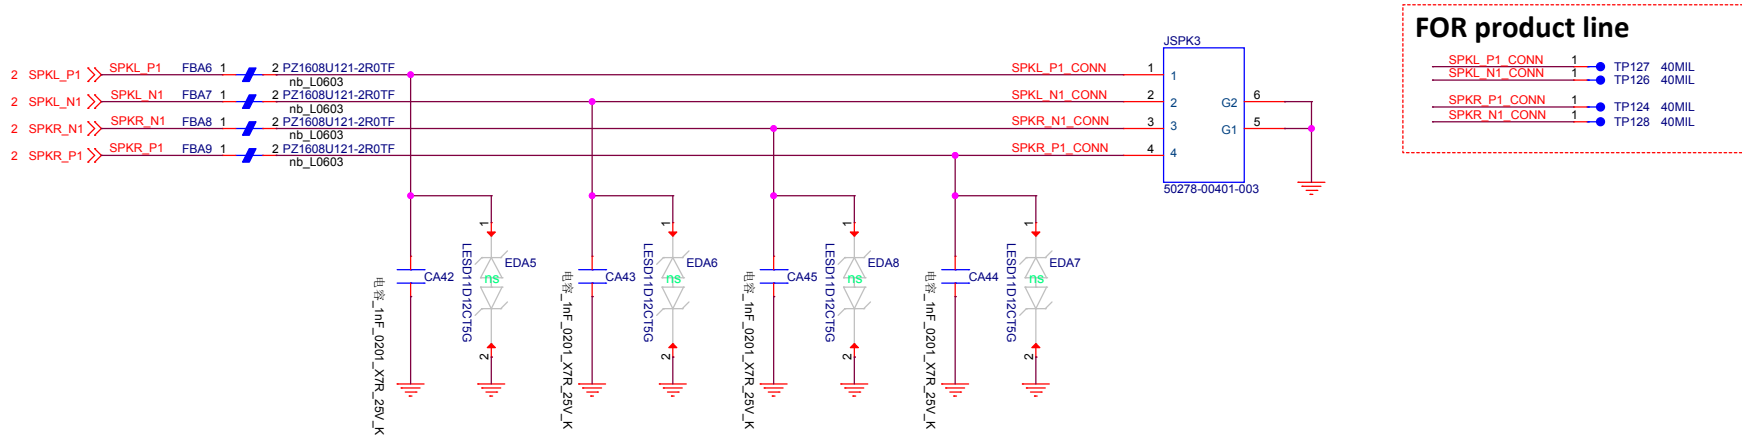 FOR product line
JSPK3
2 SPKL_P1 SPKL_P1 FBA6 1 2 PZ1608U121-2R0TF SPKL_P1_CONN 1 1
nb_L0603
2 SPKL_N1 SPKL_N1 FBA7 1 2 PZ1608U121-2R0TF SPKL_N1_CONN 2 2 G2 6
nb_L0603
2 SPKR_N1 SPKR_N1 FBA8 1 2 PZ1608U121-2R0TF SPKR_N1_CONN 3 3 G1 5
nb_L0603
2 SPKR_P1 SPKR_P1 FBA9 1 2 PZ1608U121-2R0TF SPKR_P1_CONN 4 4
nb_L0603
50278-00401-003
SPKL_P1_CONN 1 TP127 40MIL
SPKL_N1_CONN 1 TP126 40MIL
SPKR_P1_CONN 1 TP124 40MIL
SPKR_N1_CONN 1 TP128 40MIL
CA42
电容_1nF_0201_X7R_25V_K
1
EDA5
ns
LESD11D12CT5G
2
CA43
电容_1nF_0201_X7R_25V_K
1
EDA6
ns
LESD11D12CT5G
2
CA45
电容_1nF_0201_X7R_25V_K
1
EDA8
ns
LESD11D12CT5G
2
CA44
电容_1nF_0201_X7R_25V_K
1
EDA7
ns
LESD11D12CT5G
2